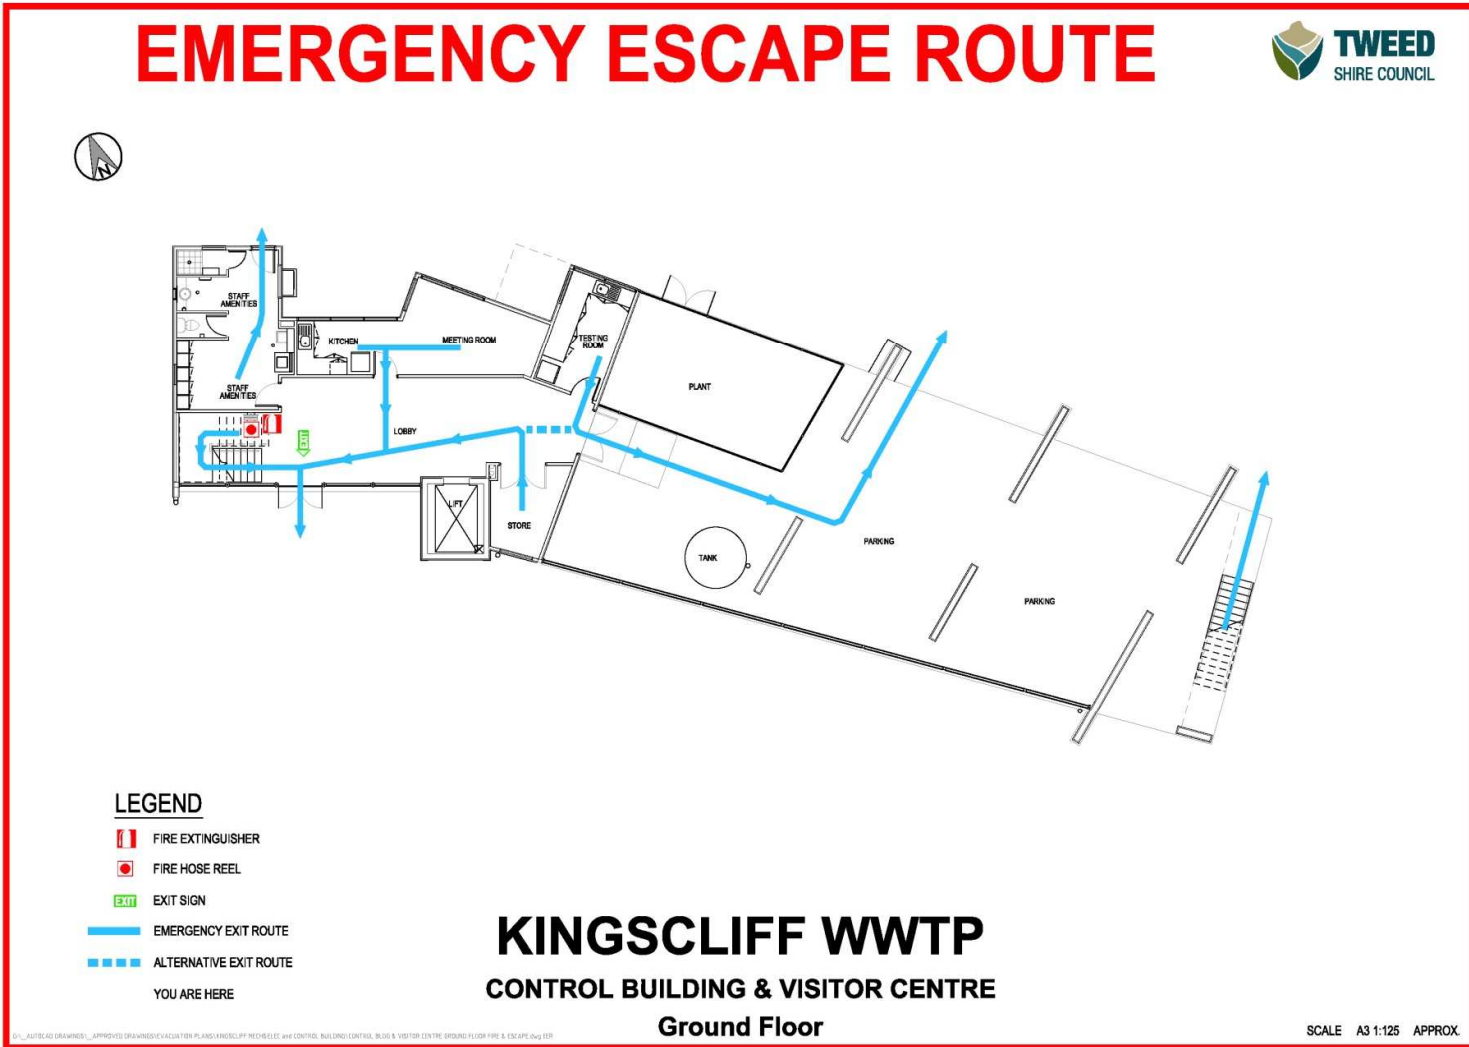 EMERGENCY ESCAPE ROUTE
TWEED
SHIRE COUNCIL
N
STAFF
AMENITIES
KITCHEN
MEETING ROOM
TESTING
ROOM
PLANT
STAFF
AMENITIES
EXIT
LOBBY
LIFT
STORE
TANK
PARKING
PARKING
LEGEND
FIRE EXTINGUISHER
FIRE HOSE REEL
EXIT EXIT SIGN
EMERGENCY EXIT ROUTE
ALTERNATIVE EXIT ROUTE
YOU ARE HERE
KINGSCLIFF WWTP
CONTROL BUILDING & VISITOR CENTRE
Ground Floor
SCALE A3 1:125 APPROX.